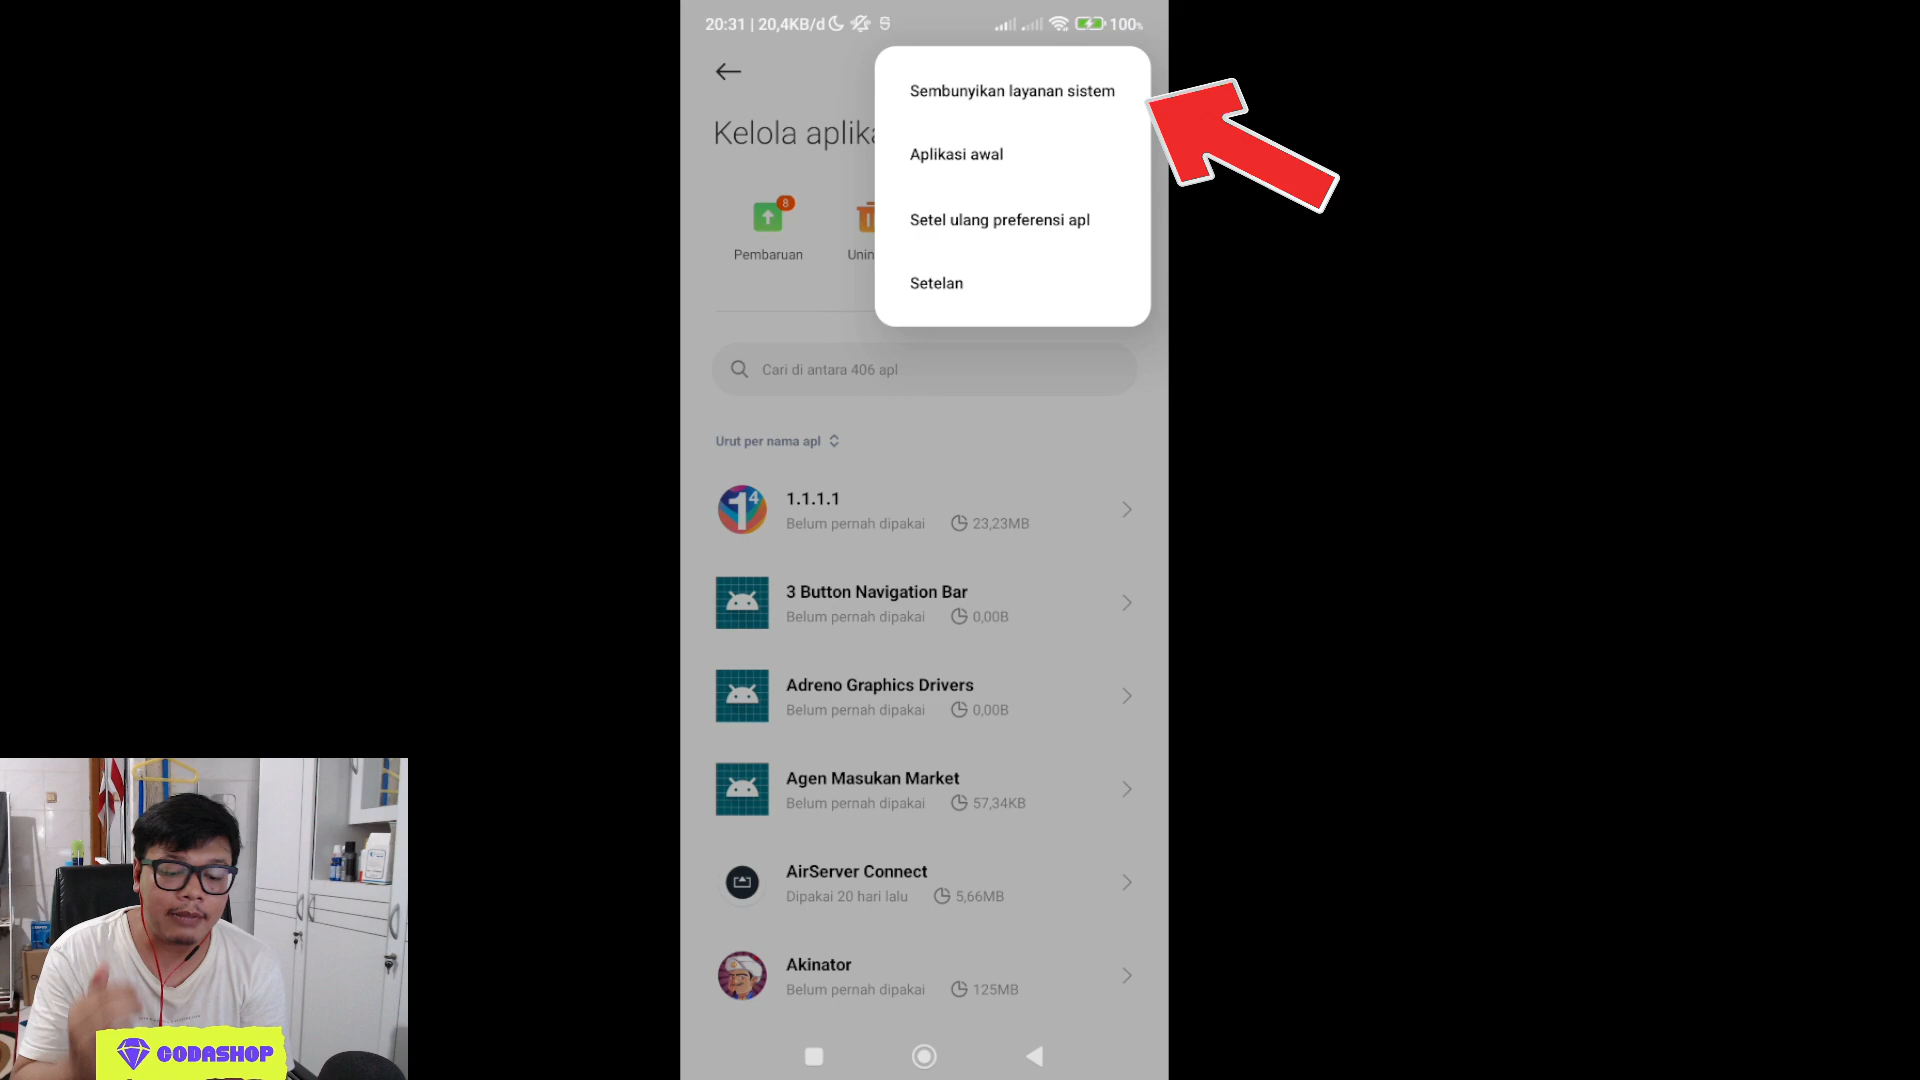 20:31 | 20,4KB/d
100%
Sembunyikan layanan sistem
Kelola aplika
Aplikasi awal
8
Setel ulang preferensi apl
Pembaruan
Unin
Setelan
Cari di antara 406 apl
Urut per nama apl
1.1.1.1
Belum pernah dipakai 23,23MB
3 Button Navigation Bar
Belum pernah dipakai 0,00B
Adreno Graphics Drivers
Belum pernah dipakai 0,00B
Agen Masukan Market
Belum pernah dipakai 57,34KB
AirServer Connect
Dipakai 20 hari lalu 5,66MB
Akinator
Belum pernah dipakai 125MB
CODASHOP